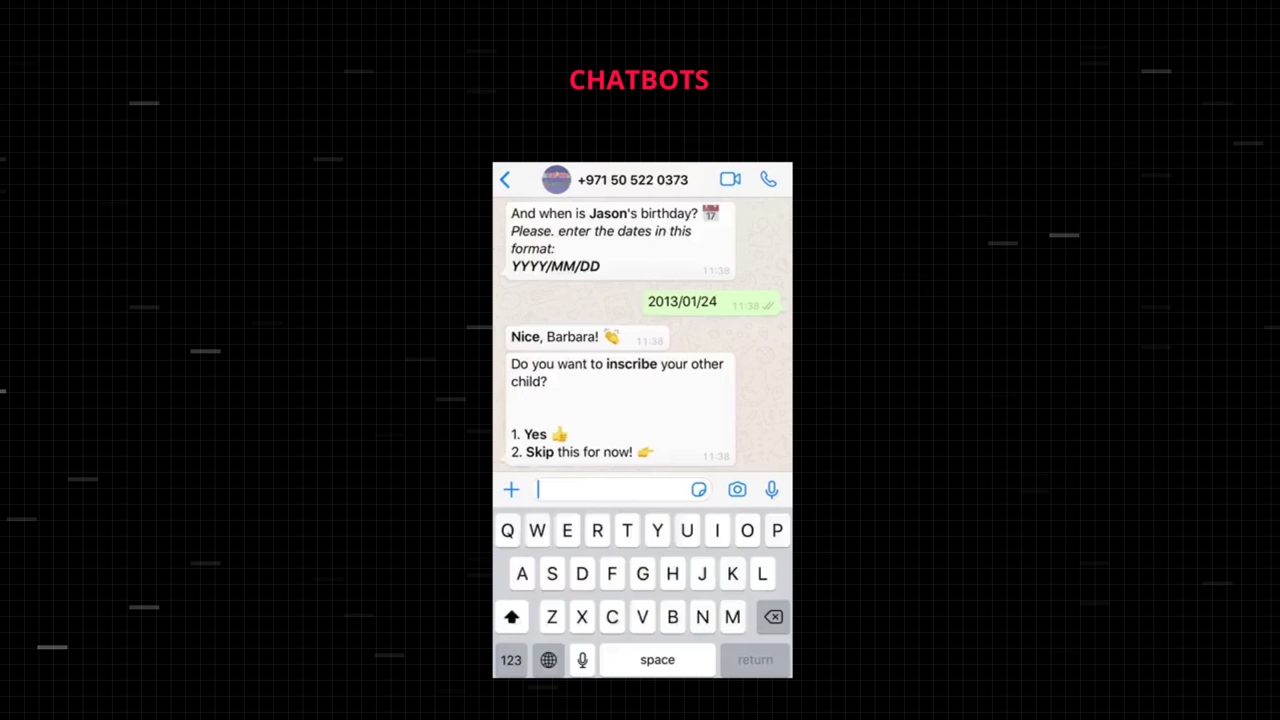 CHATBOTS
+971 50 522 0373
And when is Jason's birthday? 📅
Please. enter the dates in this
format:
YYYY/MM/DD
11:38
2013/01/24 11:38
Nice, Barbara! 👏 11:38
Do you want to inscribe your other
child?
1. Yes 👍
2. Skip this for now! 👉
11:38
Q W E R T Y U I O P
A S D F G H J K L
Z X C V B N M
123 space return